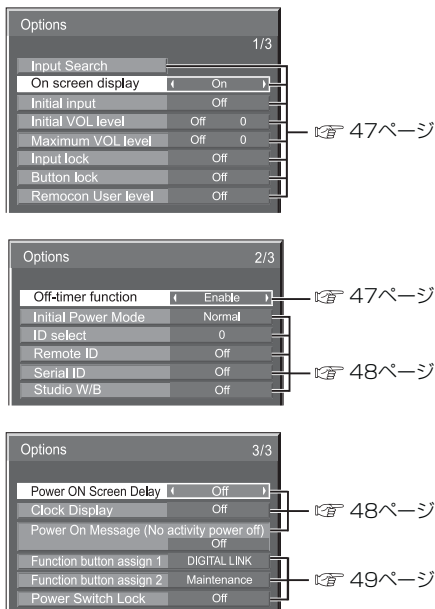 Options
1/3
Input Search
On screen display On
Initial input Off
Initial VOL level Off 0
Maximum VOL level Off 0
Input lock Off
Button lock Off
Remocon User level Off
☞ 47ページ
Options 2/3
Off-timer function Enable
☞ 47ページ
Initial Power Mode Normal
ID select 0
Remote ID Off
Serial ID Off
Studio W/B Off
☞ 48ページ
Options 3/3
Power ON Screen Delay Off
Clock Display Off
Power On Message (No activity power off)
Off
☞ 48ページ
Function button assign 1 DIGITAL LINK
Function button assign 2 Maintenance
Power Switch Lock Off
☞ 49ページ